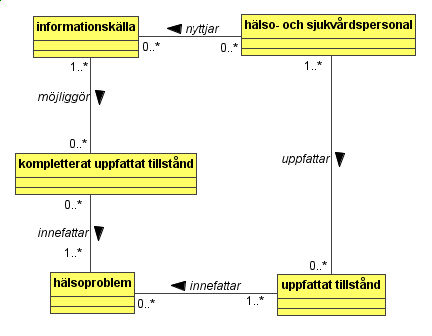 informationskälla
nyttjar
hälso- och sjukvårdspersonal
0..*
0..*
1..*
1..*
möjliggör
0..*
kompletterat uppfattat tillstånd
uppfattar
0..*
innefattar
1..*
0..*
hälsoproblem
innefattar
uppfattat tillstånd
0..*
1..*